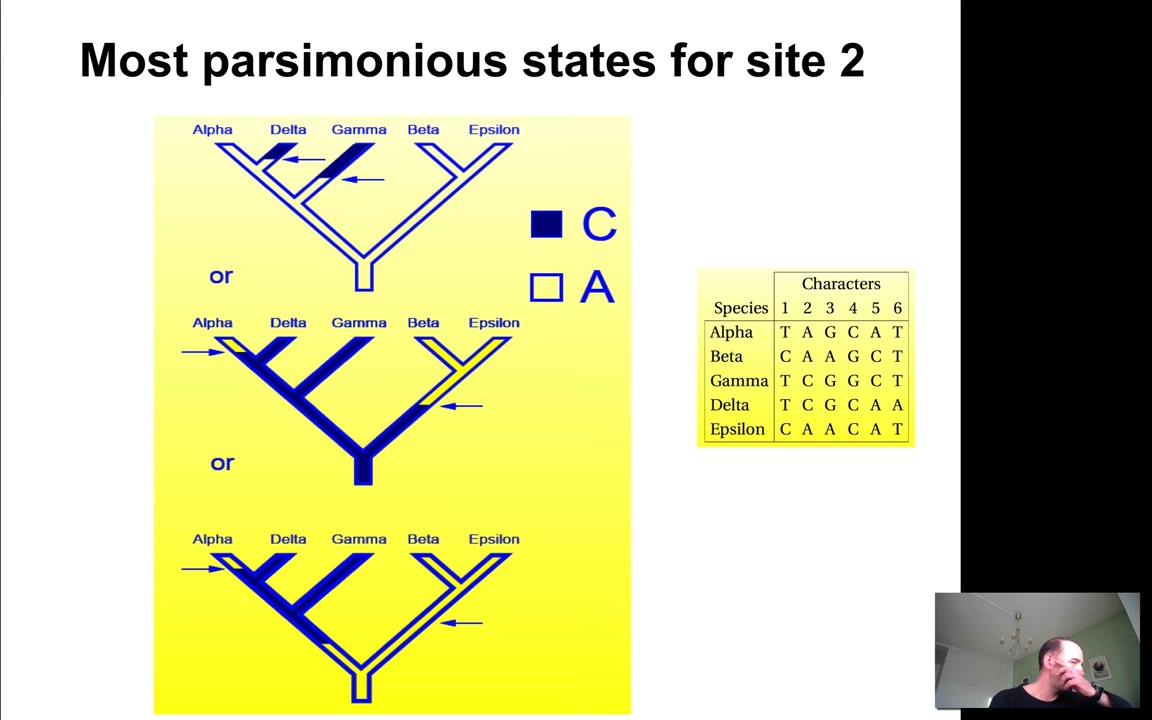 Most parsimonious states for site 2
Alpha Delta Gamma Beta Epsilon
C
A
or
Alpha Delta Gamma Beta Epsilon
or
Alpha Delta Gamma Beta Epsilon
Characters
Species 1 2 3 4 5 6
Alpha T A G C A T
Beta C A A G C T
Gamma T C G G C T
Delta T C G C A A
Epsilon C A A C A T